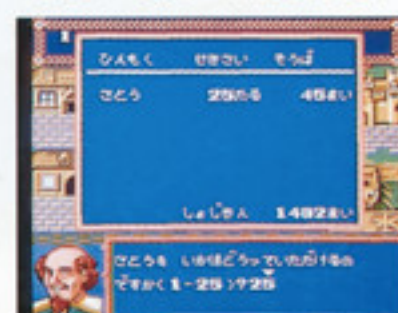 1
ひんもく せきさい そうば
さとう 25たる 45まい
しょじきん 1492まい
さとうを いかほどうっていただけるの
ですか(1-25)?25